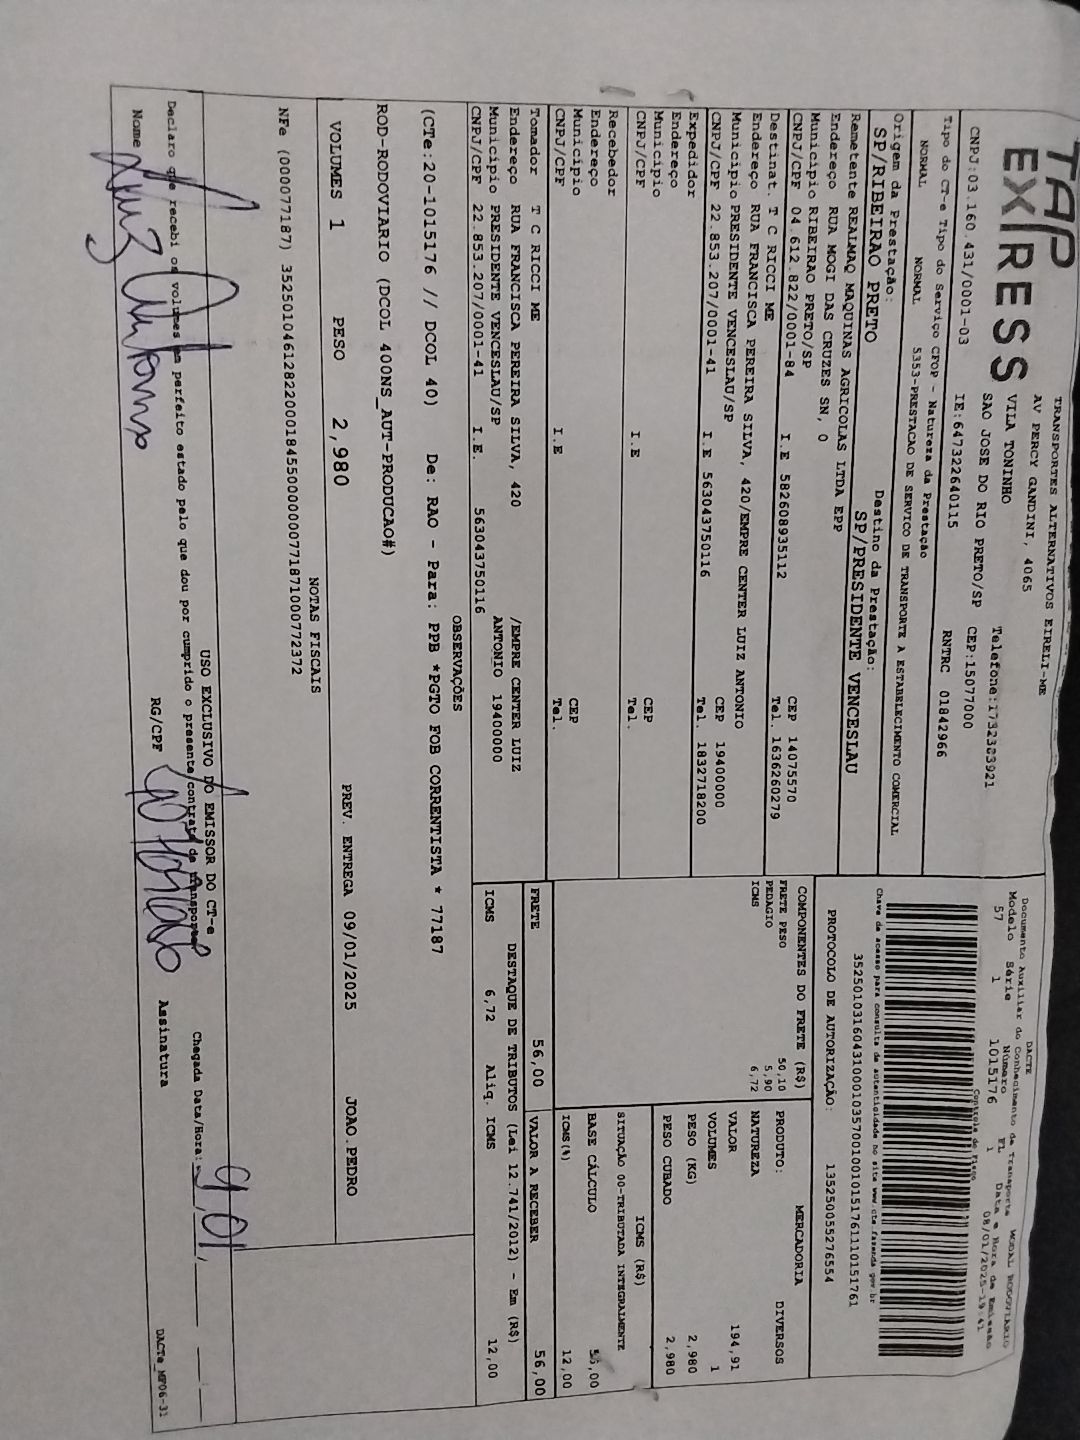 TAP
EXPRESS
TRANSPORTES ALTERNATIVOS EIRELI-ME
AV PERCY GANDINI, 4065
VILA TONINHO
SAO JOSE DO RIO PRETO/SP CEP:15077000
CNPJ:03.160.431/0001-03 IE:647322640115 RNTRC 01842966
Tipo do CT-e Tipo do Serviço CFOP - Natureza da Prestação
NORMAL NORMAL 5353-PRESTACAO DE SERVICO DE TRANSPORTE A ESTABELECIMENTO COMERCIAL
Origem da Prestação: Destino da Prestação:
SP/RIBEIRAO PRETO SP/PRESIDENTE VENCESLAU
DACTE
Documento Auxiliar do Conhecimento de Transporte MODAL RODOVIARIO
Modelo Série Número FL Data e Hora de Emissão
57 1 1015176 1 08/01/2025-19:41
Controle do Fisco
Chave de acesso para consulta de autenticidade no site www.cte.fazenda.gov.br
PROTOCOLO DE AUTORIZAÇÃO: 135250055276554
Remetente REALMAQ MAQUINAS AGRICOLAS LTDA EPP
Endereço RUA MOGI DAS CRUZES SN, 0
Municipio RIBEIRAO PRETO/SP CEP 14075570
CNPJ/CPF 04.612.822/0001-84 I.E 582608935112 Tel. 1636260279
Destinat. T C RICCI ME
Endereço RUA FRANCISCA PEREIRA SILVA, 420/EMPRE CENTER LUIZ ANTONIO
Municipio PRESIDENTE VENCESLAU/SP CEP 19400000
CNPJ/CPF 22.853.207/0001-41 I.E 563043750116 Tel. 1832718200
Expedidor
Endereço
Municipio CEP
CNPJ/CPF I.E Tel.
Recebedor
Endereço
Municipio CEP
CNPJ/CPF I.E Tel.
Tomador T C RICCI ME
Endereço RUA FRANCISCA PEREIRA SILVA, 420 /EMPRE CENTER LUIZ
Municipio PRESIDENTE VENCESLAU/SP ANTONIO 19400000
CNPJ/CPF 22.853.207/0001-41 I.E. 563043750116
COMPONENTES DO FRETE (R$)
FRETE PESO 50,10
PEDAGIO 5,90
ICMS 6,72
PRODUTO: MERCADORIA DIVERSOS
NATUREZA
VALOR 194,91
VOLUMES 1
PESO (KG) 2,980
PESO CUBADO 2,980
ICMS (R$)
SITUAÇÃO 00-TRIBUTADA INTEGRALMENTE
BASE CÁLCULO
ICMS(%) 12,00
FRETE 56,00 VALOR A RECEBER 56,00
DESTAQUE DE TRIBUTOS (Lei 12.741/2012) - Em (R$)
ICMS 6,72 Aliq. ICMS 12,00
OBSERVAÇÕES
(CTe:20-1015176 // DCOL 40) De: RAO - Para: PPB *PGTO FOB CORRENTISTA * 77187
ROD-RODOVIARIO (DCOL 400NS_AUT-PRODUCAO#)
VOLUMES 1 PESO 2,980 PREV. ENTREGA 09/01/2025 JOAO.PEDRO
NOTAS FISCAIS
USO EXCLUSIVO DO EMISSOR DO CT-e
Declaro que recebi os volumes em perfeito estado pelo que dou por cumprido o presente contrato de transporte. Chegada Data/Hora: 9/01/
Nome Luiz Antonio RG/CPF Assinatura
DACTe_MF06-31